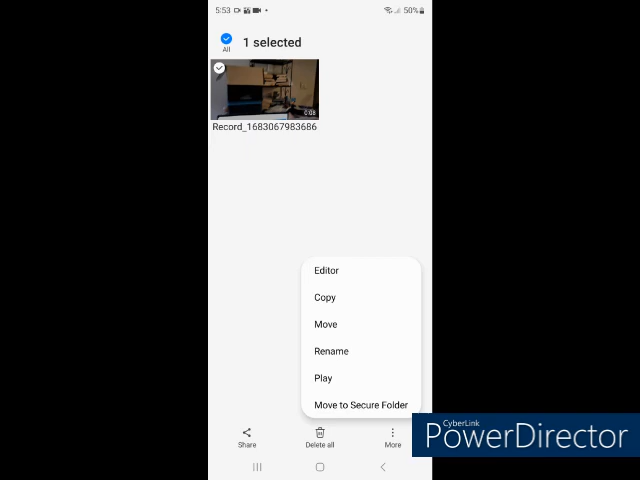 5:53
50%
All
1 selected
0:08
Record_1683067983686
Editor
Copy
Move
Rename
Play
Move to Secure Folder
Share
Delete all
More
CyberLink
PowerDirector